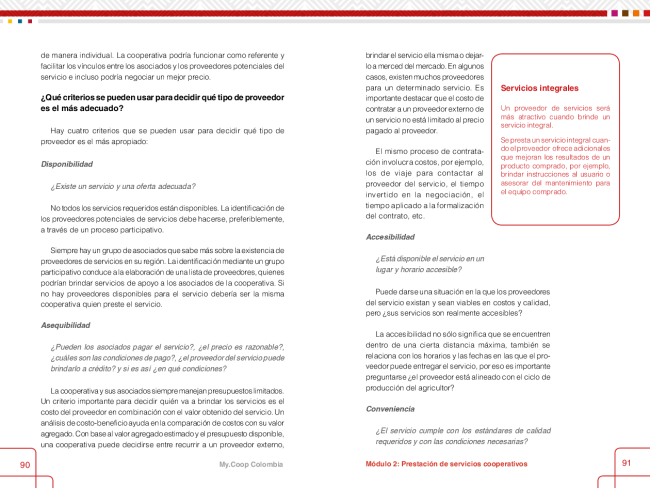 de manera individual. La cooperativa podría funcionar como referente y
facilitar los vínculos entre los asociados y los proveedores potenciales del
servicio e incluso podría negociar un mejor precio.
¿Qué criterios se pueden usar para decidir qué tipo de proveedor
es el más adecuado?
Hay cuatro criterios que se pueden usar para decidir qué tipo de
proveedor es el más apropiado:
Disponibilidad
¿Existe un servicio y una oferta adecuada?
No todos los servicios requeridos están disponibles. La identificación de
los proveedores potenciales de servicios debe hacerse, preferiblemente,
a través de un proceso participativo.
Siempre hay un grupo de asociados que sabe más sobre la existencia de
proveedores de servicios en su región. La identificación mediante un grupo
participativo conduce a la elaboración de una lista de proveedores, quienes
podrían brindar servicios de apoyo a los asociados de la cooperativa. Si
no hay proveedores disponibles para el servicio debería ser la misma
cooperativa quien preste el servicio.
Asequibilidad
¿Pueden los asociados pagar el servicio?, ¿el precio es razonable?,
¿cuáles son las condiciones de pago?, ¿el proveedor del servicio puede
brindarlo a crédito? y si es así ¿en qué condiciones?
La cooperativa y sus asociados siempre manejan presupuestos limitados.
Un criterio importante para decidir quién va a brindar los servicios es el
costo del proveedor en combinación con el valor obtenido del servicio. Un
análisis de costo-beneficio ayuda en la comparación de costos con su valor
agregado. Con base al valor agregado estimado y el presupuesto disponible,
una cooperativa puede decidirse entre recurrir a un proveedor externo,
90
My.Coop Colombia
brindar el servicio ella misma o dejar-
lo a merced del mercado. En algunos
casos, existen muchos proveedores
para un determinado servicio. Es
importante destacar que el costo de
contratar a un proveedor externo de
un servicio no está limitado al precio
pagado al proveedor.
El mismo proceso de contrata-
ción involucra costos, por ejemplo,
los de viaje para contactar al
proveedor del servicio, el tiempo
invertido en la negociación, el
tiempo aplicado a la formalización
del contrato, etc.
Servicios integrales
Un proveedor de servicios será
más atractivo cuando brinde un
servicio integral.
Se presta un servicio integral cuan-
do el proveedor ofrece adicionales
que mejoran los resultados de un
producto comprado, por ejemplo,
brindar instrucciones al usuario o
asesorar del mantenimiento para
el equipo comprado.
Accesibilidad
¿Está disponible el servicio en un
lugar y horario accesible?
Puede darse una situación en la que los proveedores
del servicio existan y sean viables en costos y calidad,
pero ¿sus servicios son realmente accesibles?
La accesibilidad no sólo significa que se encuentren
dentro de una cierta distancia máxima, también se
relaciona con los horarios y las fechas en las que el pro-
veedor puede entregar el servicio, por eso es importante
preguntarse ¿el proveedor está alineado con el ciclo de
producción del agricultor?
Conveniencia
¿El servicio cumple con los estándares de calidad
requeridos y con las condiciones necesarias?
Módulo 2: Prestación de servicios cooperativos
91